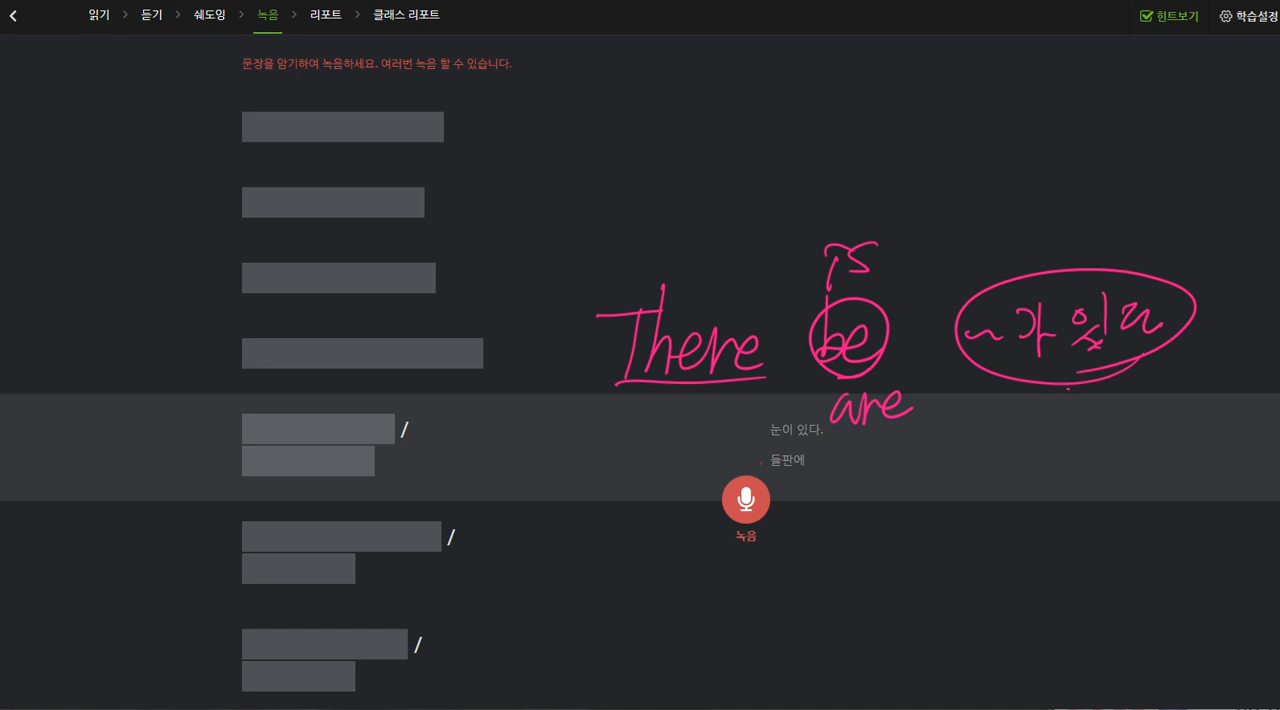 읽기 > 듣기 > 쉐도잉 > 녹음 > 리포트 > 클래스 리포트 힌트보기 학습설정
문장을 암기하여 녹음하세요. 여러번 녹음 할 수 있습니다.
is
There be ~가 있다
are
/ 눈이 있다.
들판에
녹음
/
/